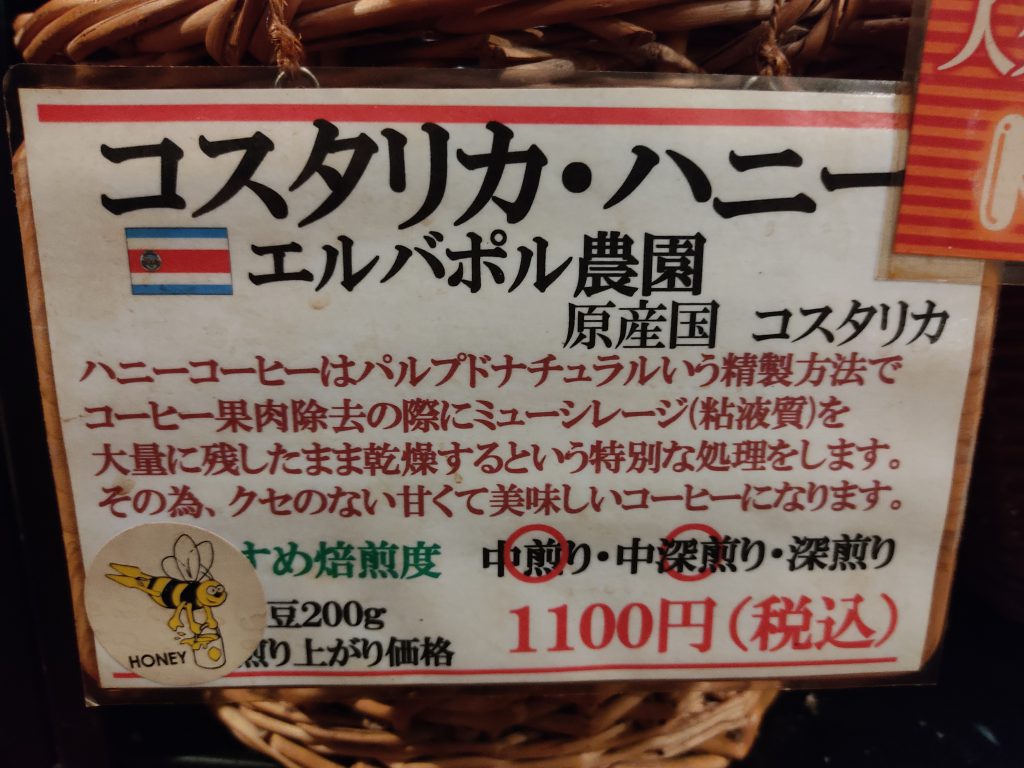 コスタリカ・ハニー
エルバポル農園
原産国 コスタリカ
ハニーコーヒーはパルプドナチュラルいう精製方法で
コーヒー果肉除去の際にミューシレージ(粘液質)を
大量に残したまま乾燥するという特別な処理をします。
その為、クセのない甘くて美味しいコーヒーになります。
すめ焙煎度 中煎り・中深煎り・深煎り
豆200g
煎り上がり価格
1100円(税込)
HONEY